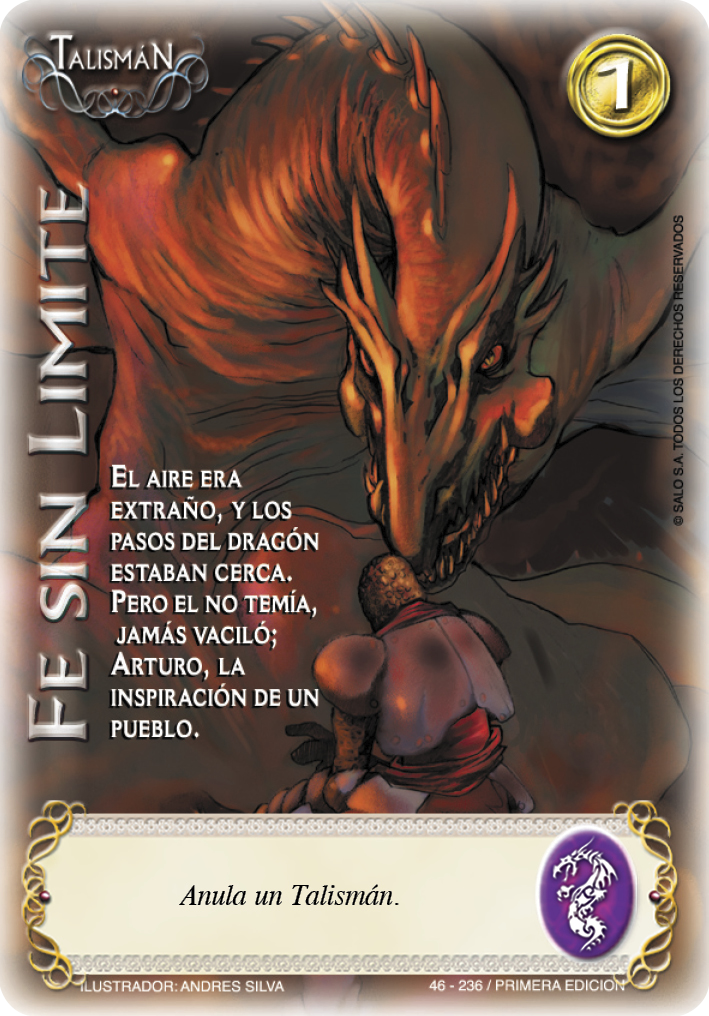 Talismán
1
Fe sin Limite
El aire era
extraño, y los
pasos del dragón
estaban cerca.
Pero el no temía,
jamás vaciló;
Arturo, la
inspiración de un
pueblo.
© SALO S.A. TODOS LOS DERECHOS RESERVADOS
Anula un Talismán.
ILUSTRADOR: ANDRES SILVA
46 - 236 / PRIMERA EDICION